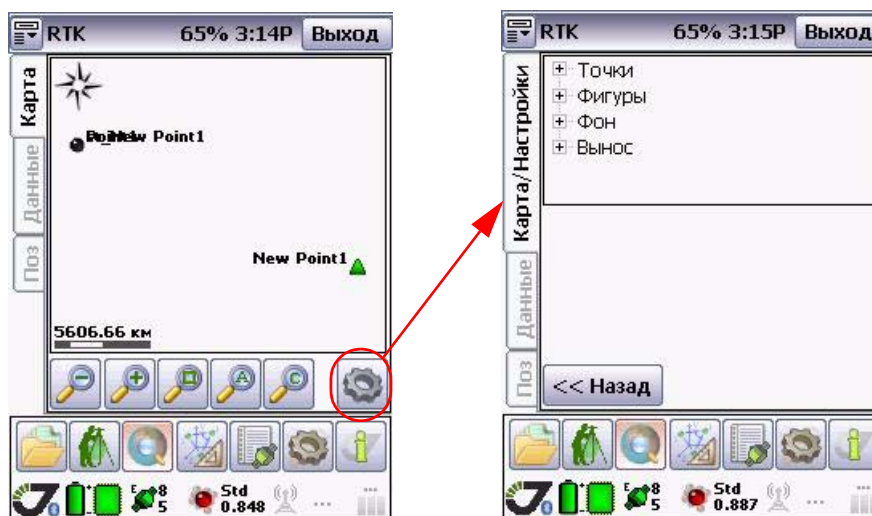 RTK 65% 3:14P Выход
Карта
Данные
Поз
New Point1
New Point1
5606.66 км
A C
E 8
5
Std
0.848
...
RTK 65% 3:15P Выход
Карта/Настройки
Данные
Поз
Точки
Фигуры
Фон
Вынос
<< Назад
E 8
5
Std
0.887
...